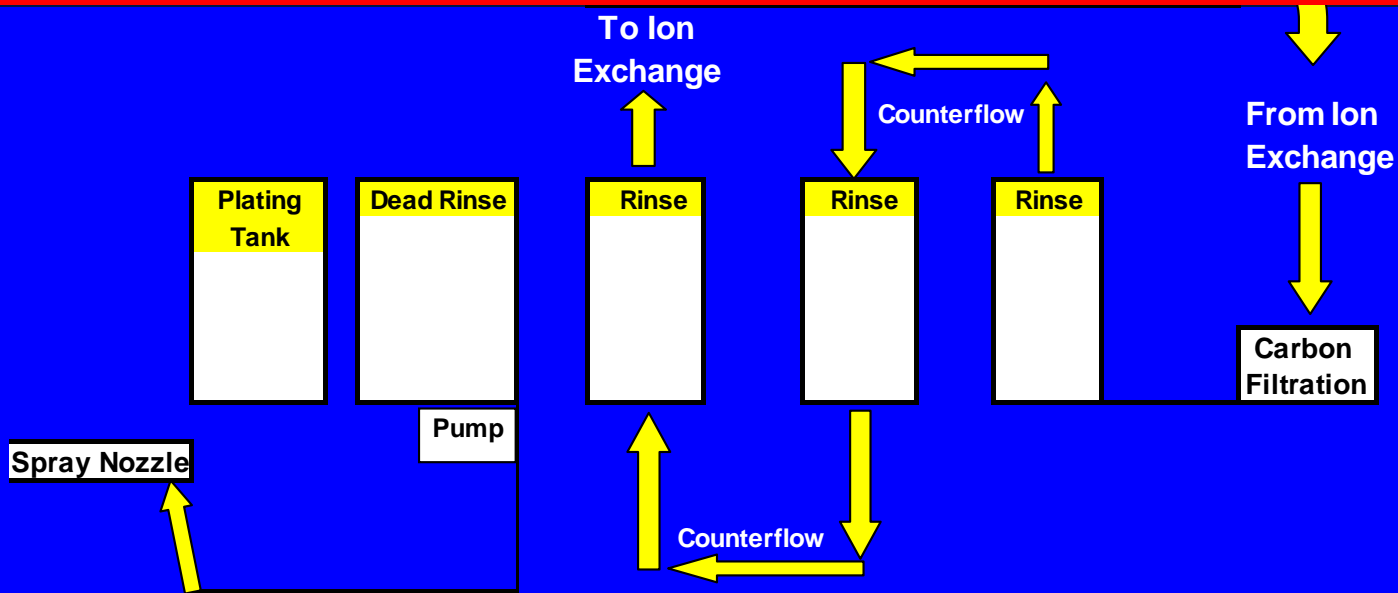 To Ion
Exchange
Counterflow
From Ion
Exchange
Plating
Tank
Dead Rinse
Rinse
Rinse
Rinse
Carbon
Filtration
Pump
Spray Nozzle
Counterflow